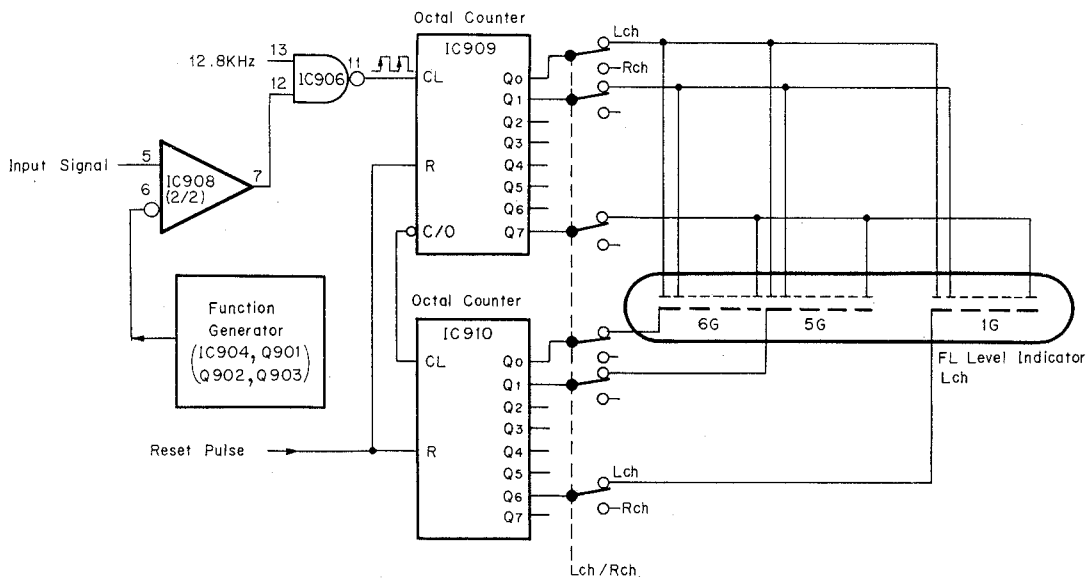 Octal Counter
Lch
IC909
12.8KHz
13
11
IC906
12
CL
Qo
Rch
Q1
Q2
Q3
Input Signal
5
IC908
(2/2)
7
6
R
Q4
Q5
Q6
C/O
Q7
Octal Counter
IC910
Function
Generator
(IC904, Q901
Q902, Q903)
6G
5G
1G
FL Level Indicator
Lch
CL
Qo
Q1
Q2
Q3
Reset Pulse
R
Q4
Q5
Lch
Q6
Rch
Q7
Lch/Rch